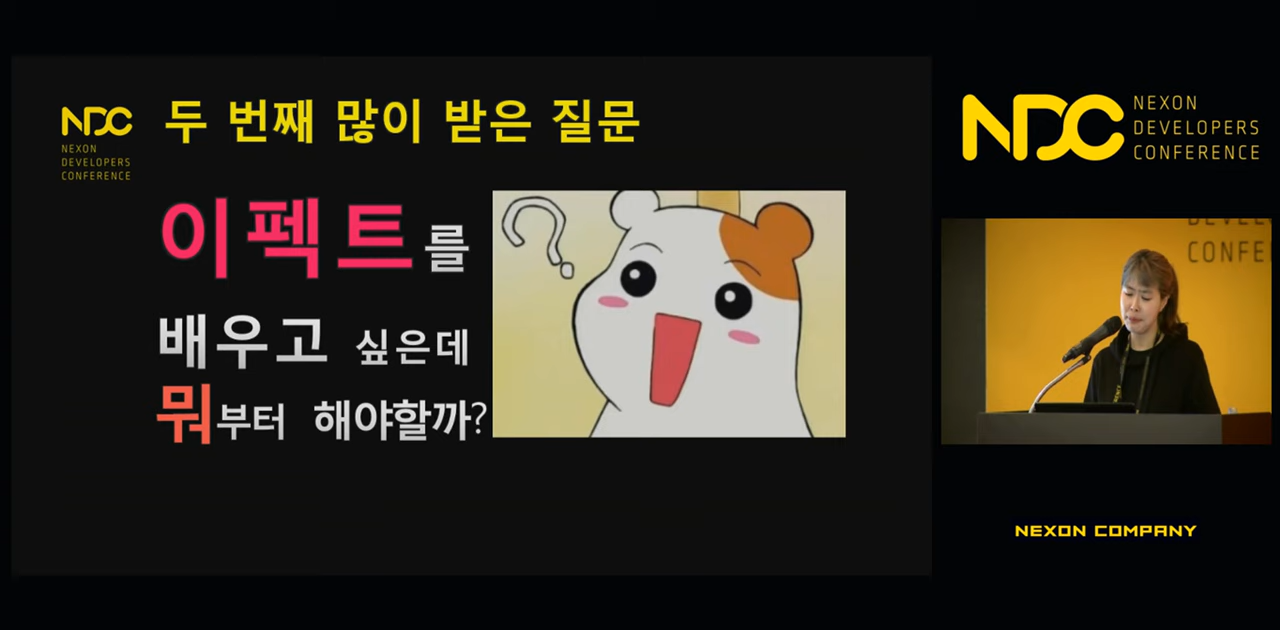 NDC
NEXON
DEVELOPERS
CONFERENCE
두 번째 많이 받은 질문
이펙트를
배우고 싶은데
뭐부터 해야할까?
NDC
NEXON
DEVELOPERS
CONFERENCE
CONFE
NEXON COMPANY